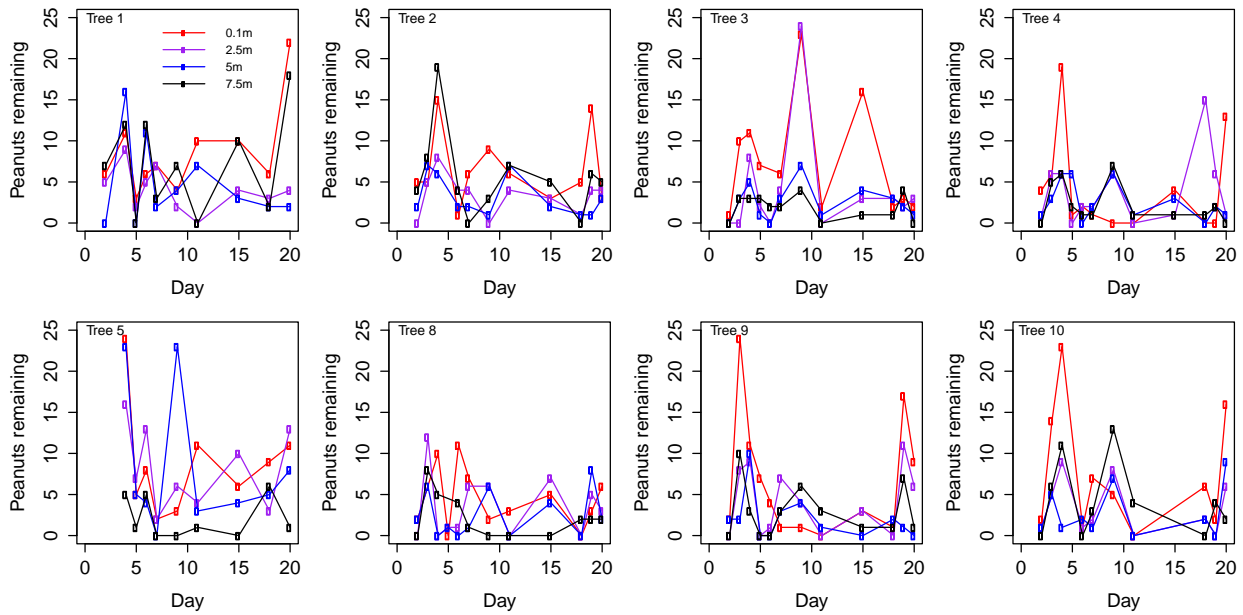 Tree 1
0.1m
2.5m
5m
7.5m
Peanuts remaining
0 5 10 15 20 25
0 5 10 15 20
Day
Tree 2
Peanuts remaining
0 5 10 15 20 25
0 5 10 15 20
Day
Tree 3
Peanuts remaining
0 5 10 15 20 25
0 5 10 15 20
Day
Tree 4
Peanuts remaining
0 5 10 15 20 25
0 5 10 15 20
Day
Tree 5
Peanuts remaining
0 5 10 15 20 25
0 5 10 15 20
Day
Tree 8
Peanuts remaining
0 5 10 15 20 25
0 5 10 15 20
Day
Tree 9
Peanuts remaining
0 5 10 15 20 25
0 5 10 15 20
Day
Tree 10
Peanuts remaining
0 5 10 15 20 25
0 5 10 15 20
Day